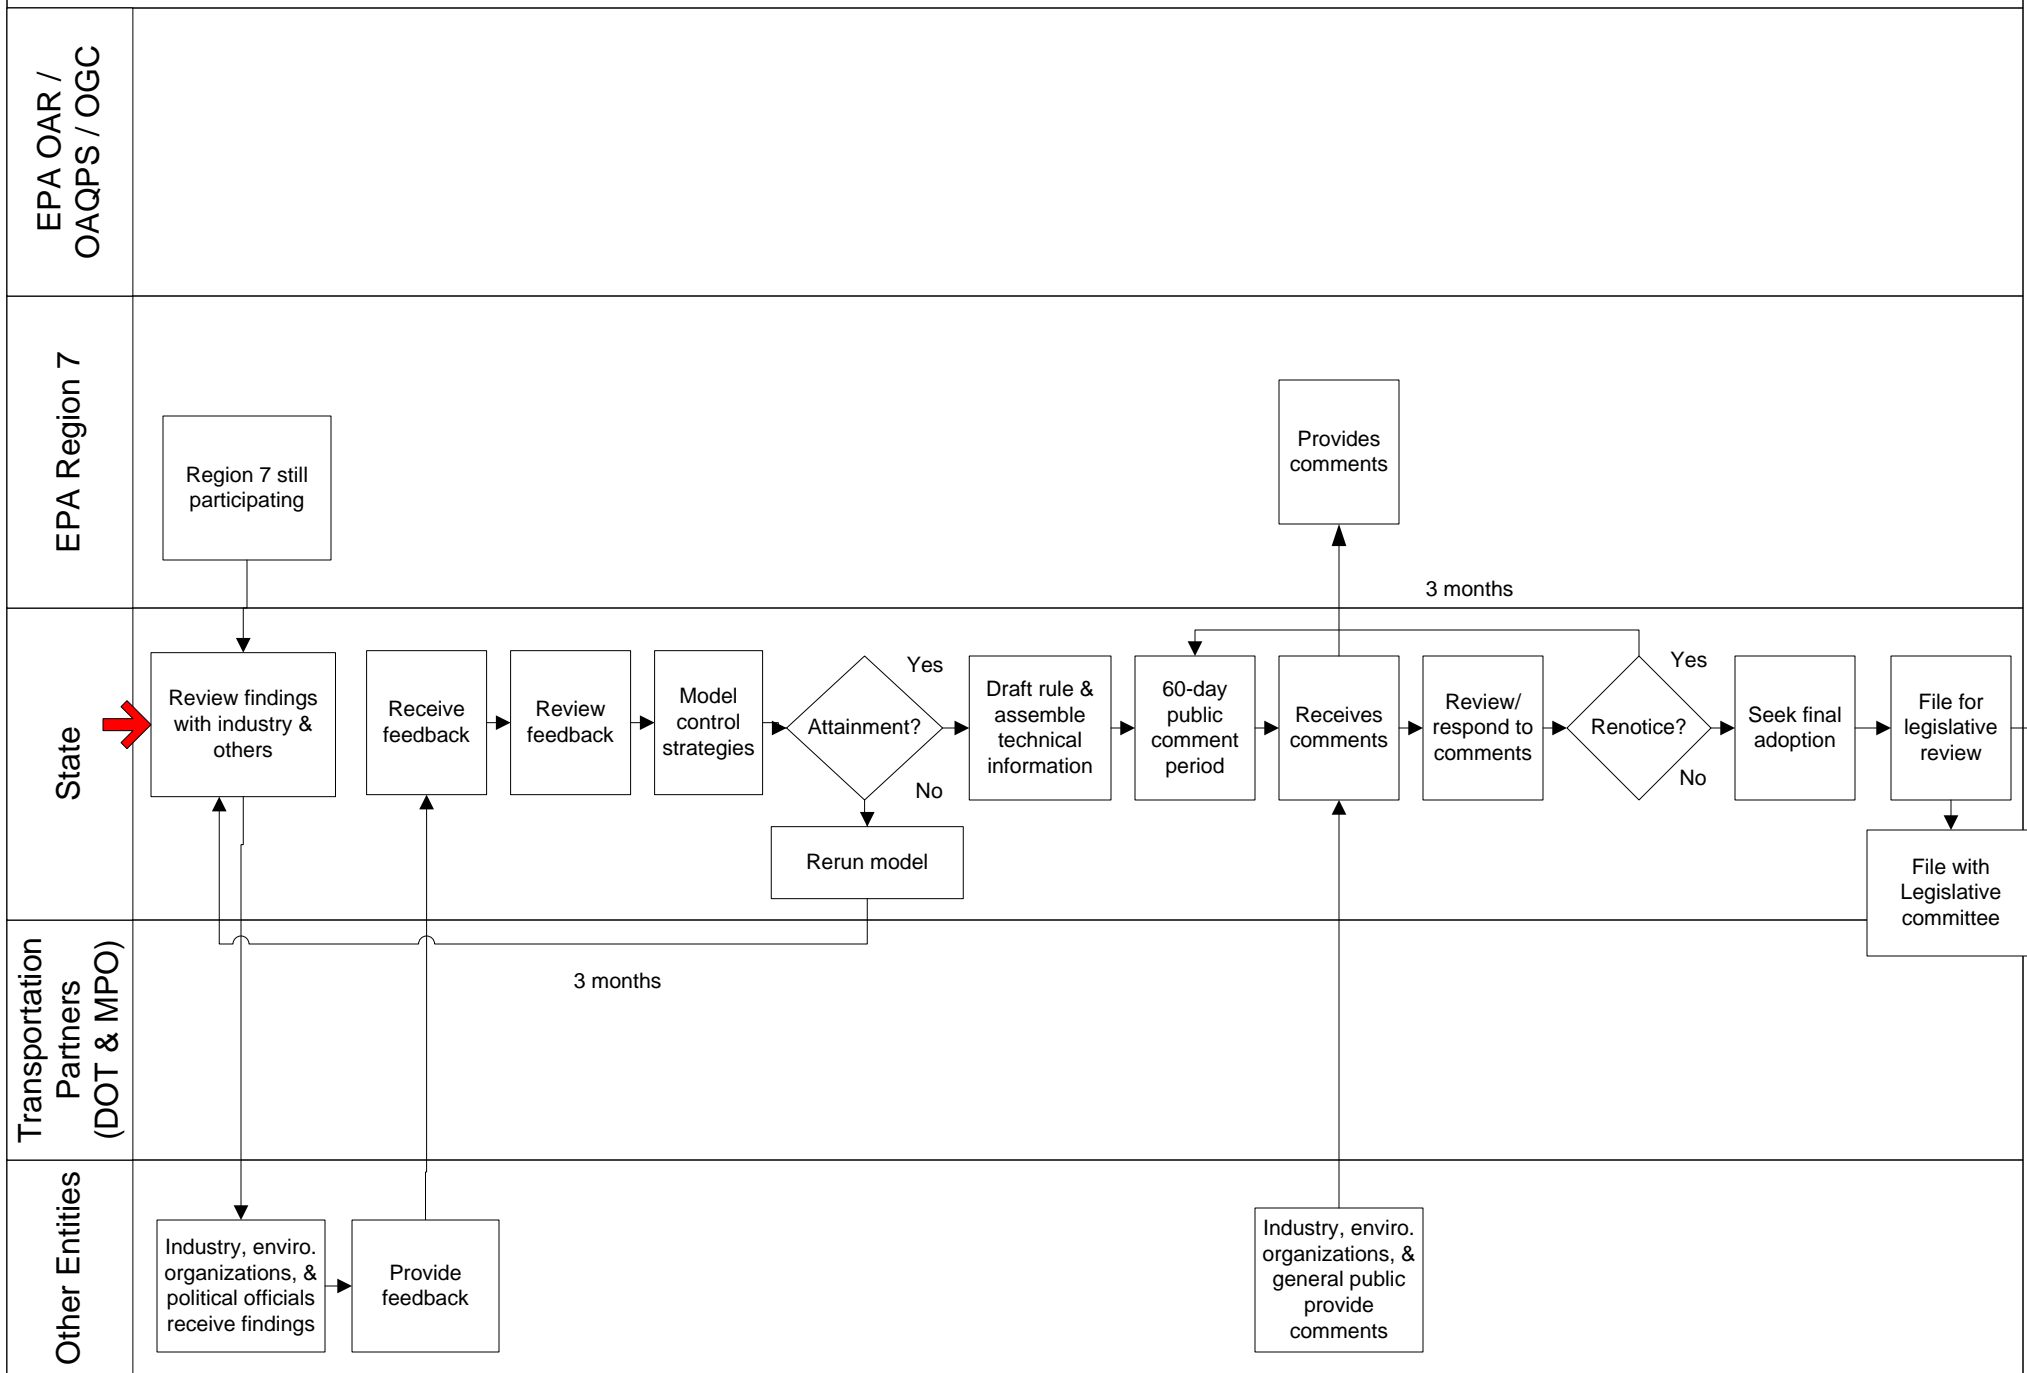 EPA OAR /
OAQPS / OGC
EPA Region 7
Region 7 still
participating
Provides
comments
3 months
State
Review findings
with industry &
others
Receive
feedback
Review
feedback
Model
control
strategies
Attainment?
Yes
No
Rerun model
Draft rule &
assemble
technical
information
60-day
public
comment
period
Receives
comments
Review/
respond to
comments
Renotice?
Yes
No
Seek final
adoption
File for
legislative
review
File with
Legislative
committee
Transportation
Partners
(DOT & MPO)
3 months
Other Entities
Industry, enviro.
organizations, &
political officials
receive findings
Provide
feedback
Industry, enviro.
organizations, &
general public
provide
comments